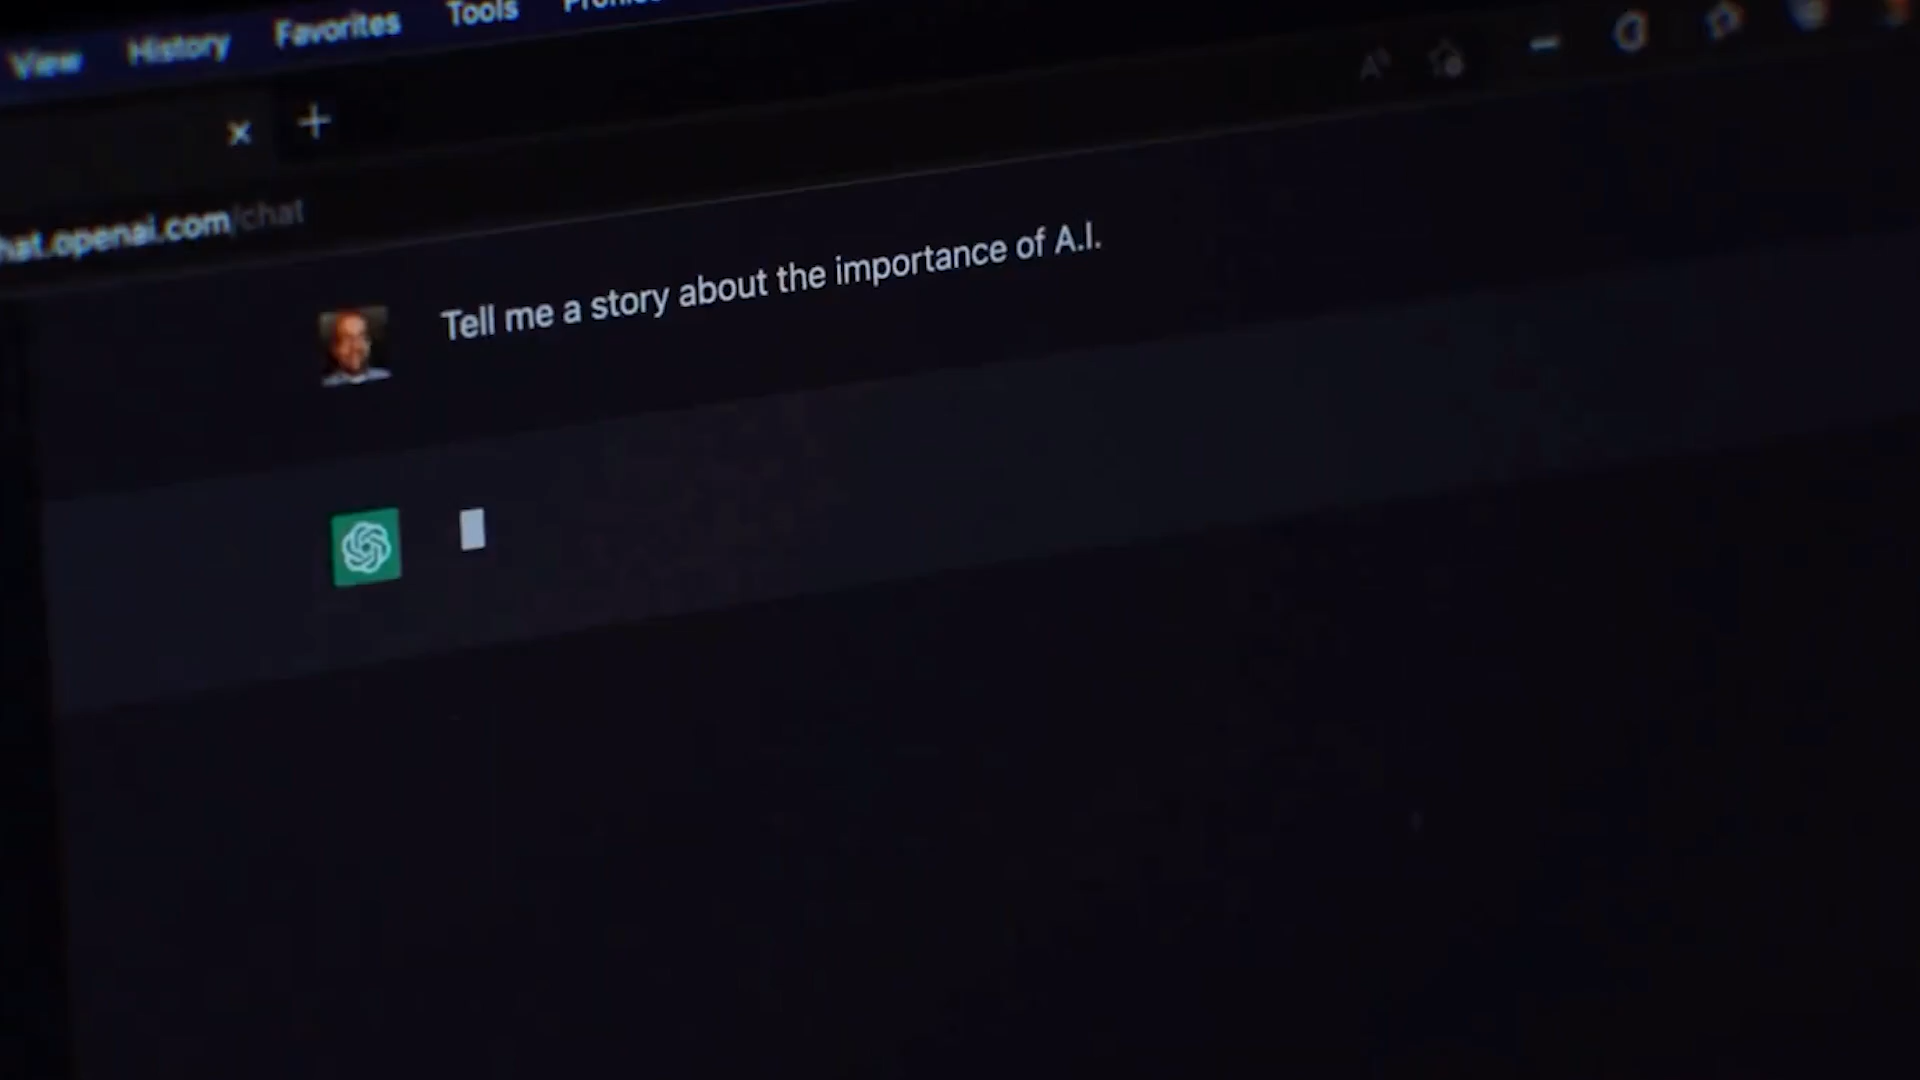 View History Favorites Tools
hat.openai.com/chat
Tell me a story about the importance of A.I.